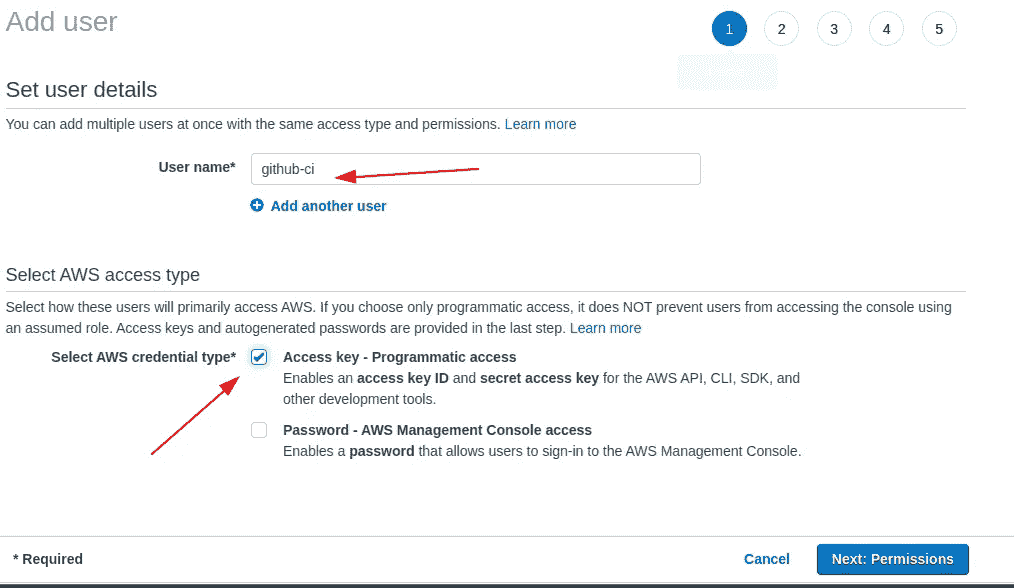 Add user
1 2 3 4 5
Set user details
You can add multiple users at once with the same access type and permissions. Learn more
User name* github-ci
Add another user
Select AWS access type
Select how these users will primarily access AWS. If you choose only programmatic access, it does NOT prevent users from accessing the console using
an assumed role. Access keys and autogenerated passwords are provided in the last step. Learn more
Select AWS credential type* Access key - Programmatic access
Enables an access key ID and secret access key for the AWS API, CLI, SDK, and
other development tools.
Password - AWS Management Console access
Enables a password that allows users to sign-in to the AWS Management Console.
* Required Cancel Next: Permissions